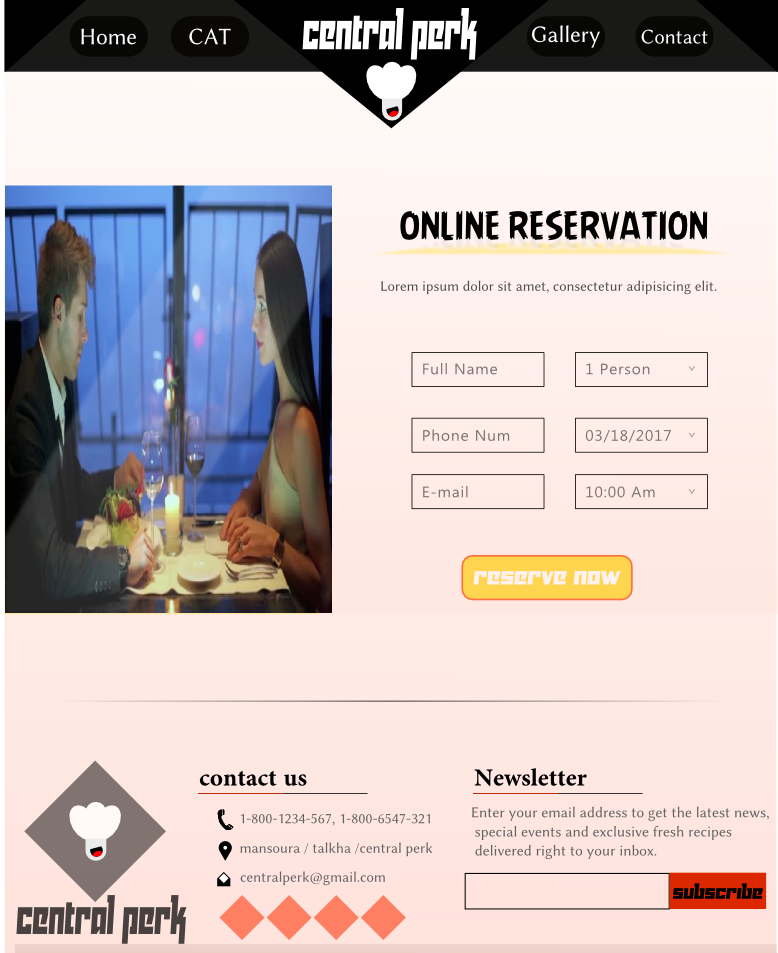 Home
CAT
central perk
Gallery
Contact
ONLINE RESERVATION
Lorem ipsum dolor sit amet, consectetur adipisicing elit.
Full Name
1 Person
Phone Num
03/18/2017
E-mail
10:00 Am
reserve now
central perk
contact us
1-800-1234-567, 1-800-6547-321
mansoura / talkha /central perk
centralperk@gmail.com
Newsletter
Enter your email address to get the latest news,
special events and exclusive fresh recipes
delivered right to your inbox.
subscribe